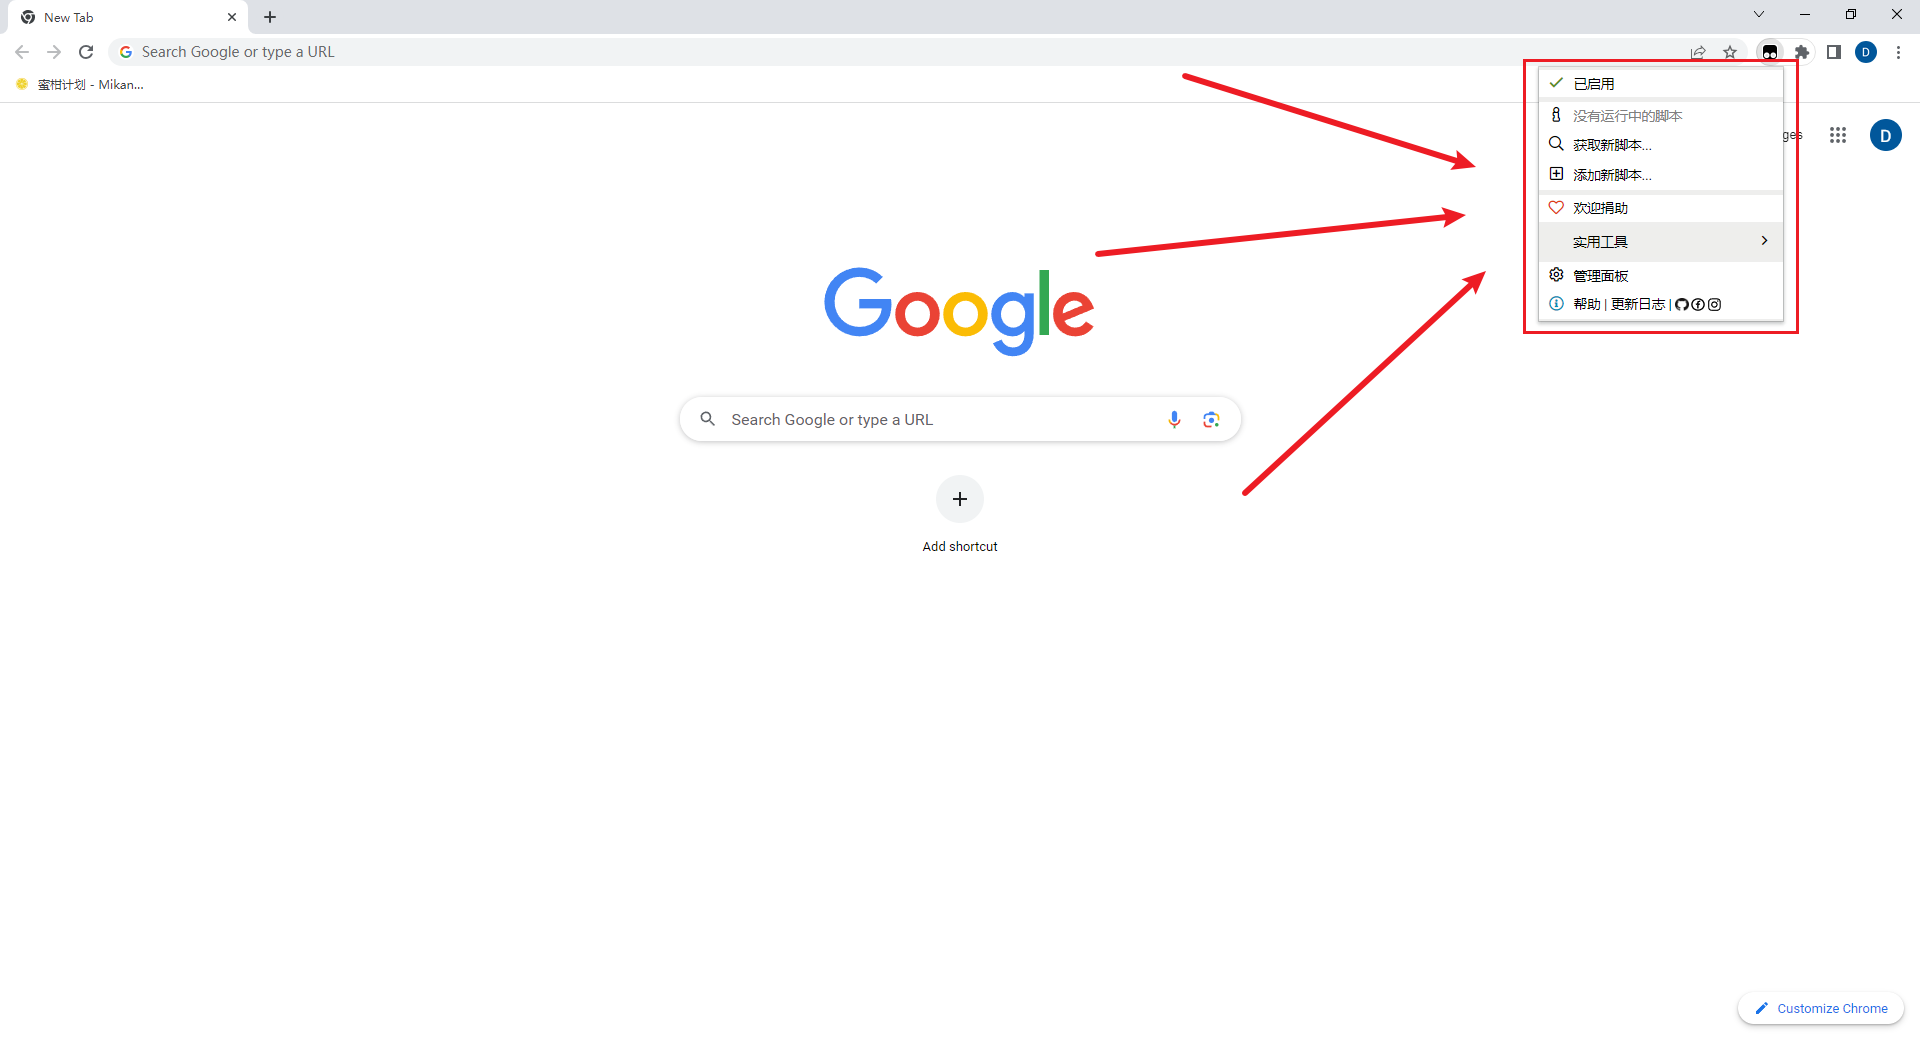 New Tab
Search Google or type a URL
D
蜜柑计划 - Mikan...
已启用
没有运行中的脚本
获取新脚本...
添加新脚本...
欢迎捐助
实用工具
管理面板
帮助 | 更新日志 |
ges
D
Google
Search Google or type a URL
Add shortcut
Customize Chrome